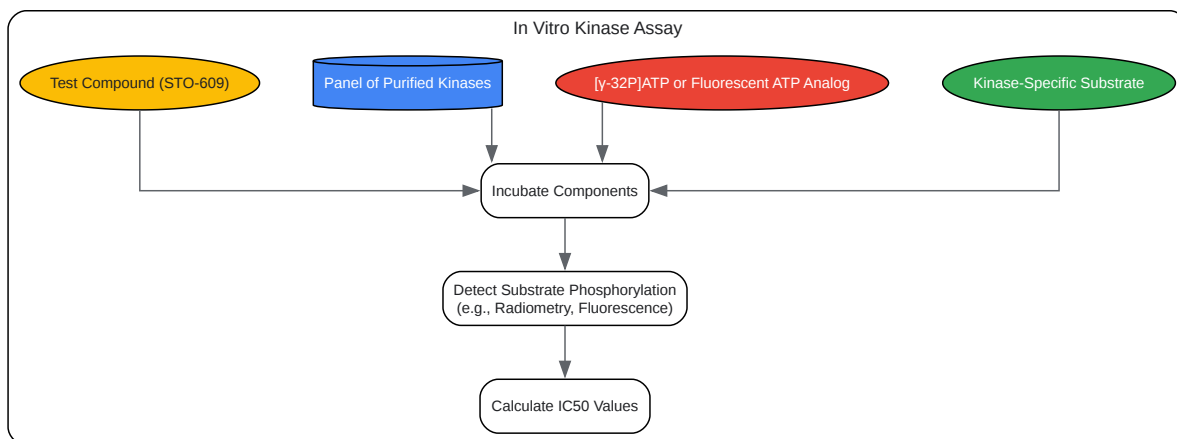 In Vitro Kinase Assay
Test Compound (STO-609)
Panel of Purified Kinases
[γ-32P]ATP or Fluorescent ATP Analog
Kinase-Specific Substrate
Incubate Components
Detect Substrate Phosphorylation
(e.g., Radiometry, Fluorescence)
Calculate IC50 Values